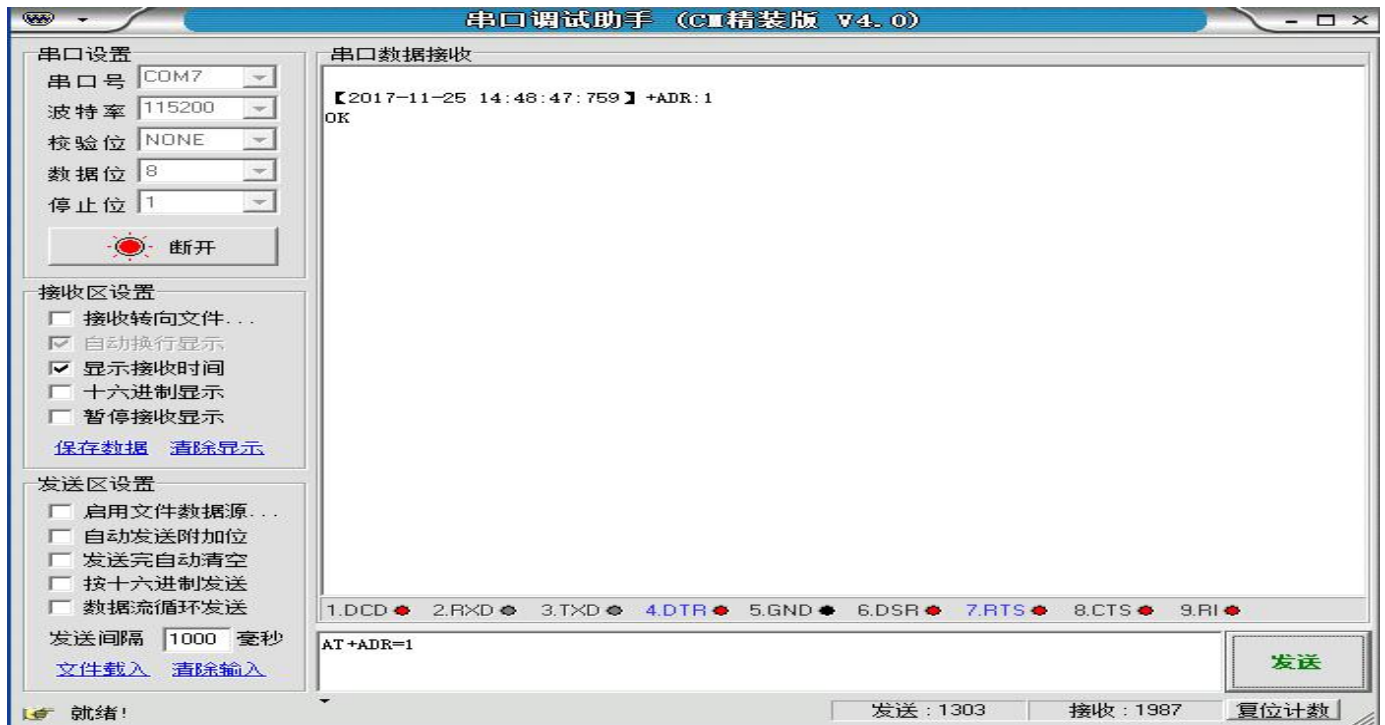 串口调试助手 (CM精装版 V4.0)
串口设置
串口号 COM7
波特率 115200
校验位 NONE
数据位 8
停止位 1
断开
接收区设置
接收转向文件...
自动换行显示
显示接收时间
十六进制显示
暂停接收显示
保存数据 清除显示
发送区设置
启用文件数据源...
自动发送附加位
发送完自动清空
按十六进制发送
数据流循环发送
发送间隔 1000 毫秒
文件载入 清除输入
串口数据接收
【2017-11-25 14:48:47:759】+ADR:1
OK
1.DCD 2.RXD 3.TXD 4.DTR 5.GND 6.DSR 7.RTS 8.CTS 9.RI
AT+ADR=1
发送
就绪! 发送:1303 接收:1987 复位计数